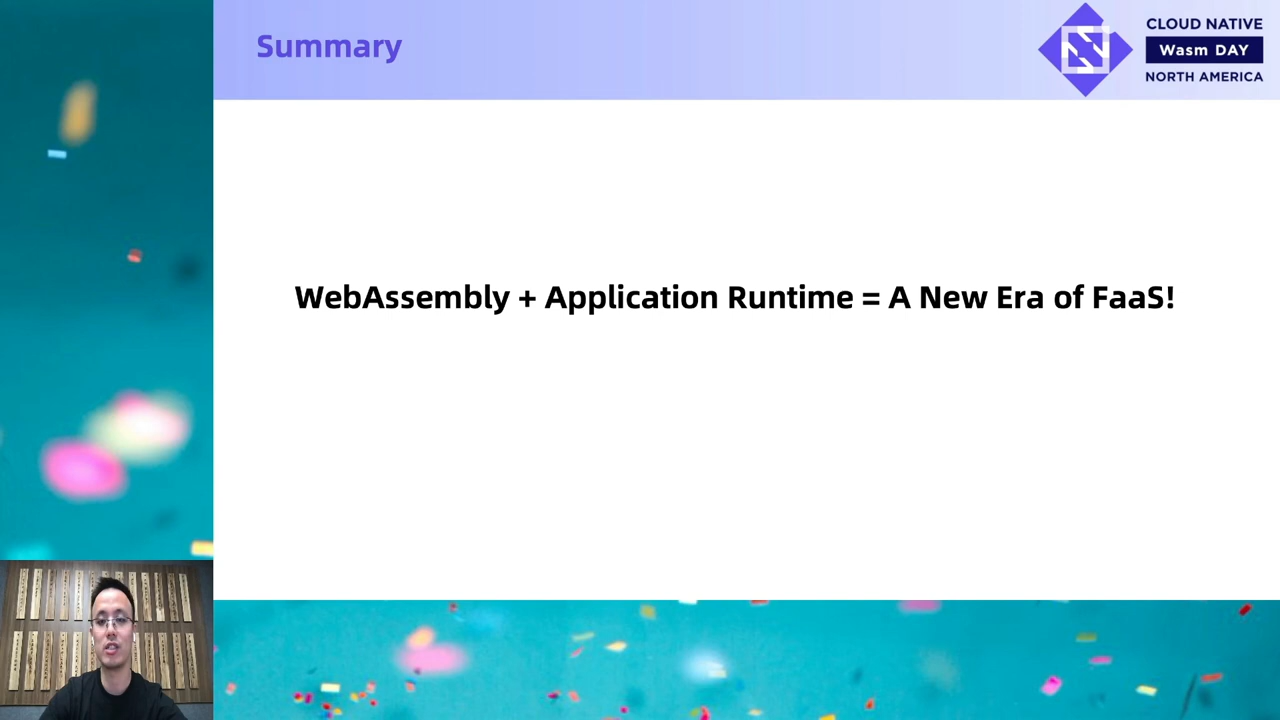 Summary
CLOUD NATIVE
Wasm DAY
NORTH AMERICA
WebAssembly + Application Runtime = A New Era of FaaS!